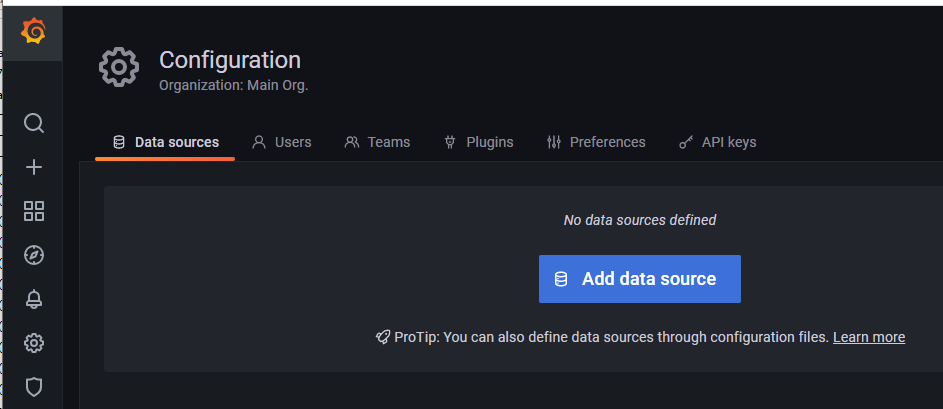 Configuration
Organization: Main Org.
Data sources Users Teams Plugins Preferences API keys
No data sources defined
Add data source
ProTip: You can also define data sources through configuration files. Learn more